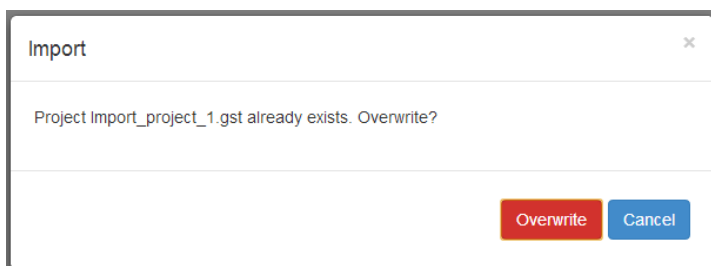 Import ×
Project Import_project_1.gst already exists. Overwrite?
Overwrite Cancel